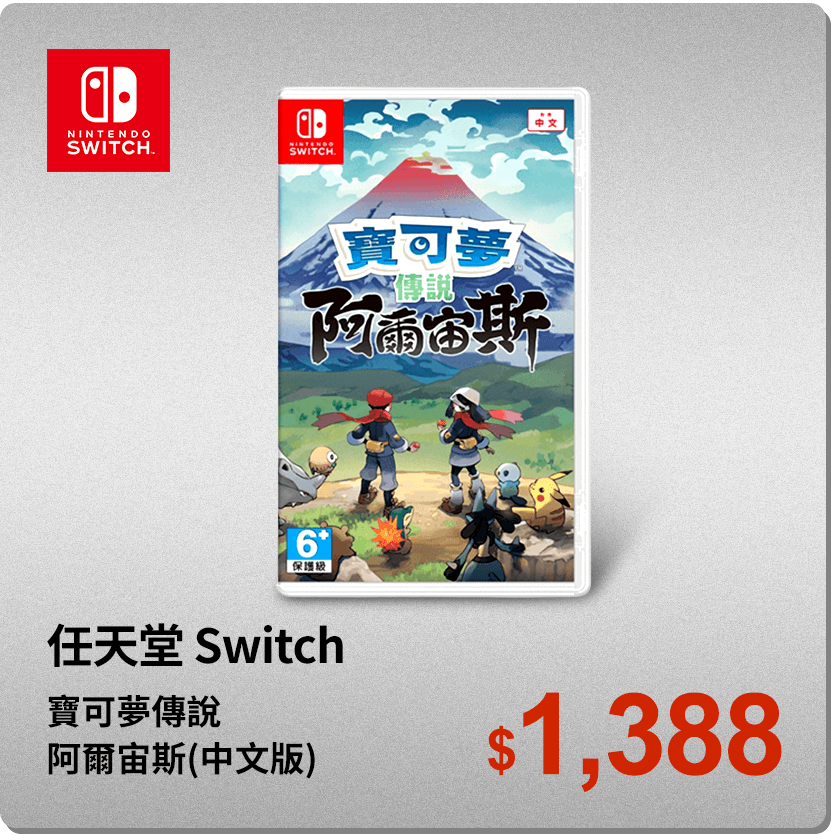 NINTENDO
SWITCH
NINTENDO
SWITCH
中文
寶可夢
傳說
阿爾宙斯
6+
保護級
任天堂 Switch
寶可夢傳說
阿爾宙斯(中文版)
$1,388